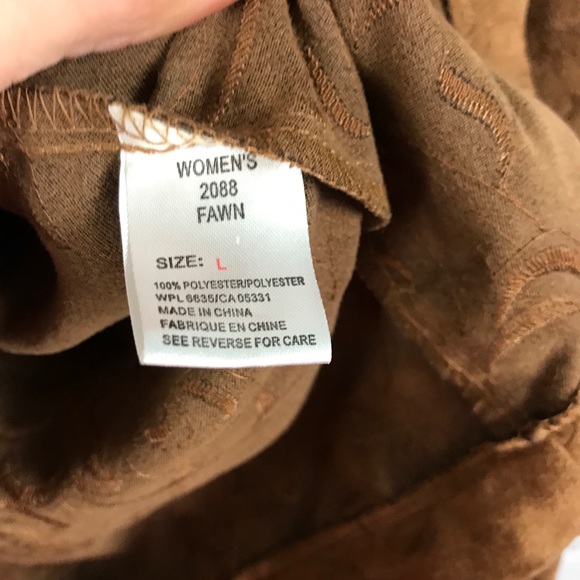 WOMEN'S
2088
FAWN
SIZE: L
100% POLYESTER/POLYESTER
WPL 6635/CA 05331
MADE IN CHINA
FABRIQUE EN CHINE
SEE REVERSE FOR CARE